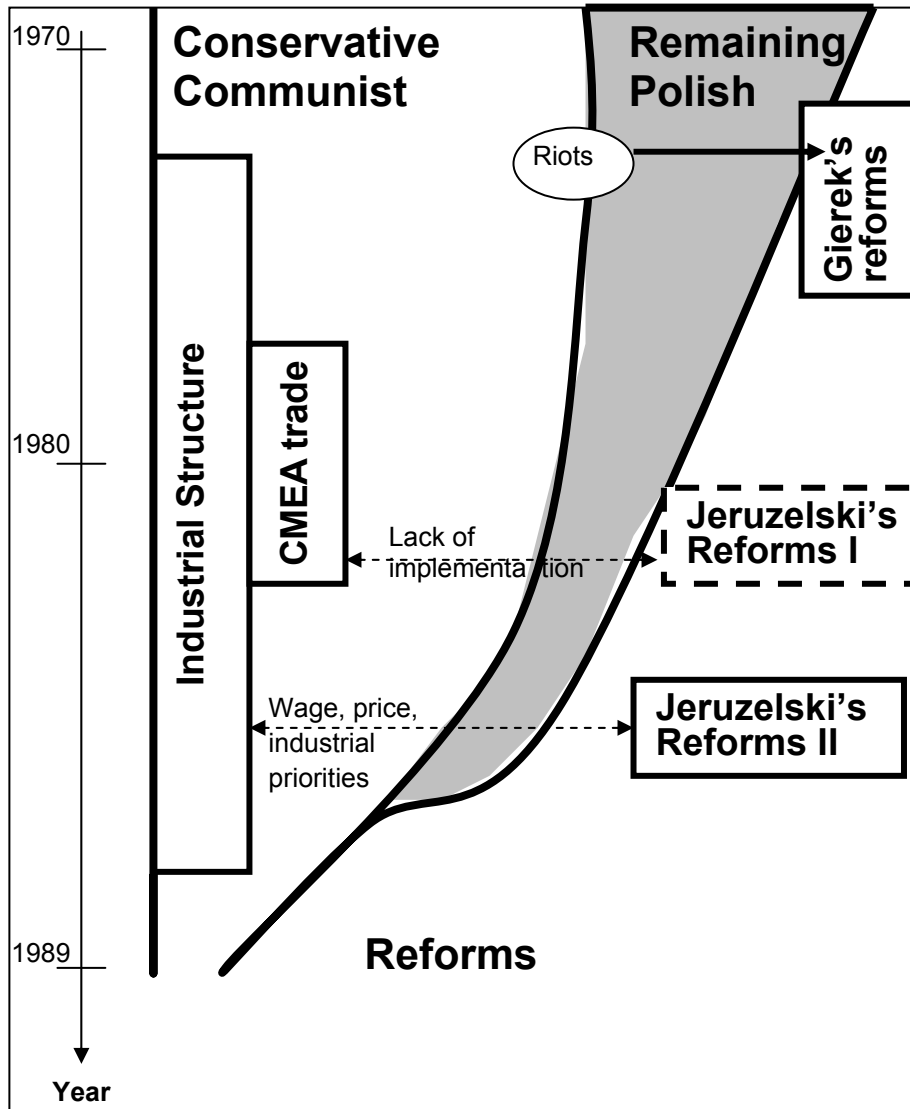 1970
Conservative
Communist
Remaining
Polish
Riots
Gierek's
reforms
Industrial Structure
CMEA trade
1980
Lack of
implementation
Jeruzelski's
Reforms I
Wage, price,
industrial
priorities
Jeruzelski's
Reforms II
1989
Reforms
Year